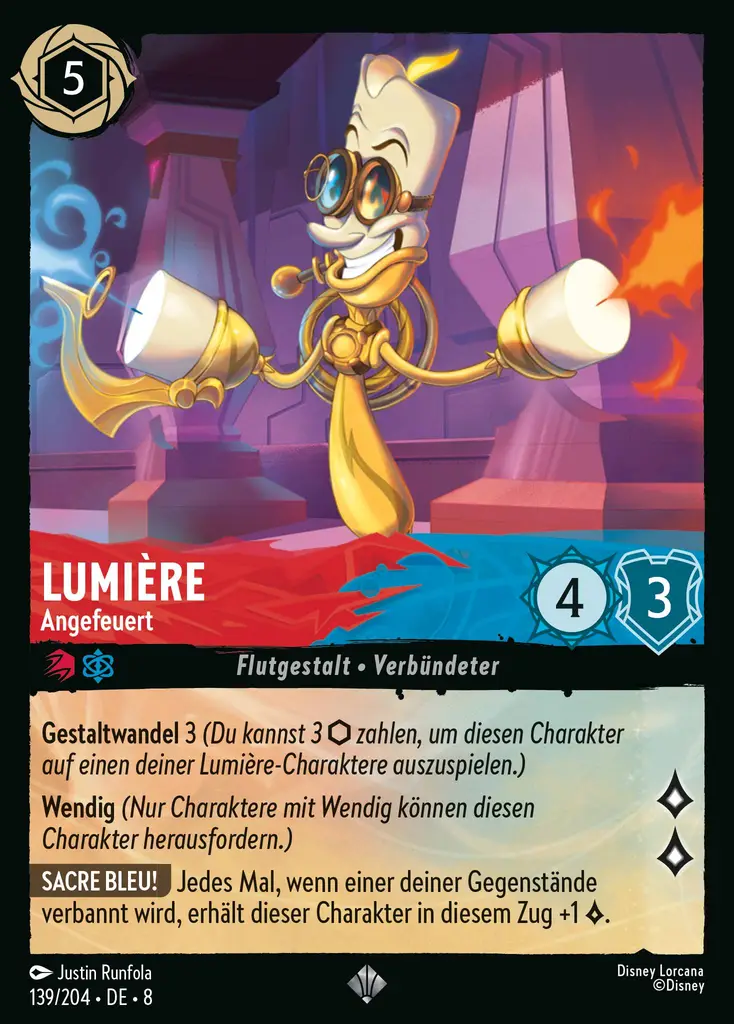 5
LUMIÈRE
Angefeuert
4
3
Flutgestalt • Verbündeter
Gestaltwandel 3 (Du kannst 3 ⬡ zahlen, um diesen Charakter
auf einen deiner Lumière-Charaktere auszuspielen.)
Wendig (Nur Charaktere mit Wendig können diesen
Charakter herausfordern.)
SACRE BLEU! Jedes Mal, wenn einer deiner Gegenstände
verbannt wird, erhält dieser Charakter in diesem Zug +1 ◊.
Justin Runfola
139/204 • DE • 8
Disney Lorcana
©Disney